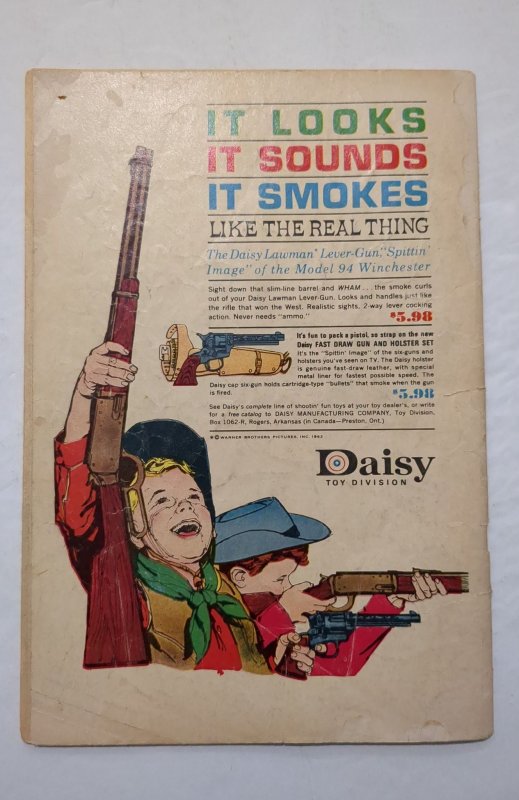 IT LOOKS
IT SOUNDS
IT SMOKES
LIKE THE REAL THING
The Daisy Lawman* Lever-Gun,"Spittin'
Image" of the Model 94 Winchester
Sight down that slim-line barrel and WHAM... the smoke curls
out of your Daisy Lawman Lever-Gun. Looks and handles just like
the rifle that won the West. Realistic sights. 2-way lever cocking
action. Never needs "ammo." $5.98
It's fun to pack a pistol, so strap on the new
Daisy FAST DRAW GUN AND HOLSTER SET
It's the "Spittin' Image" of the six-guns and
holsters you've seen on TV. The Daisy holster
is genuine fast-draw leather, with special
metal liner for fastest possible speed. The
Daisy cap six-gun holds cartridge-type "bullets" that smoke when the gun
is fired. $5.98
See Daisy's complete line of shootin' fun toys at your toy dealer's, or write
for a free catalog to DAISY MANUFACTURING COMPANY, Toy Division,
Box 1062-R, Rogers, Arkansas (in Canada—Preston, Ont.)
*© WARNER BROTHERS PICTURES, INC. 1962
Daisy
TOY DIVISION